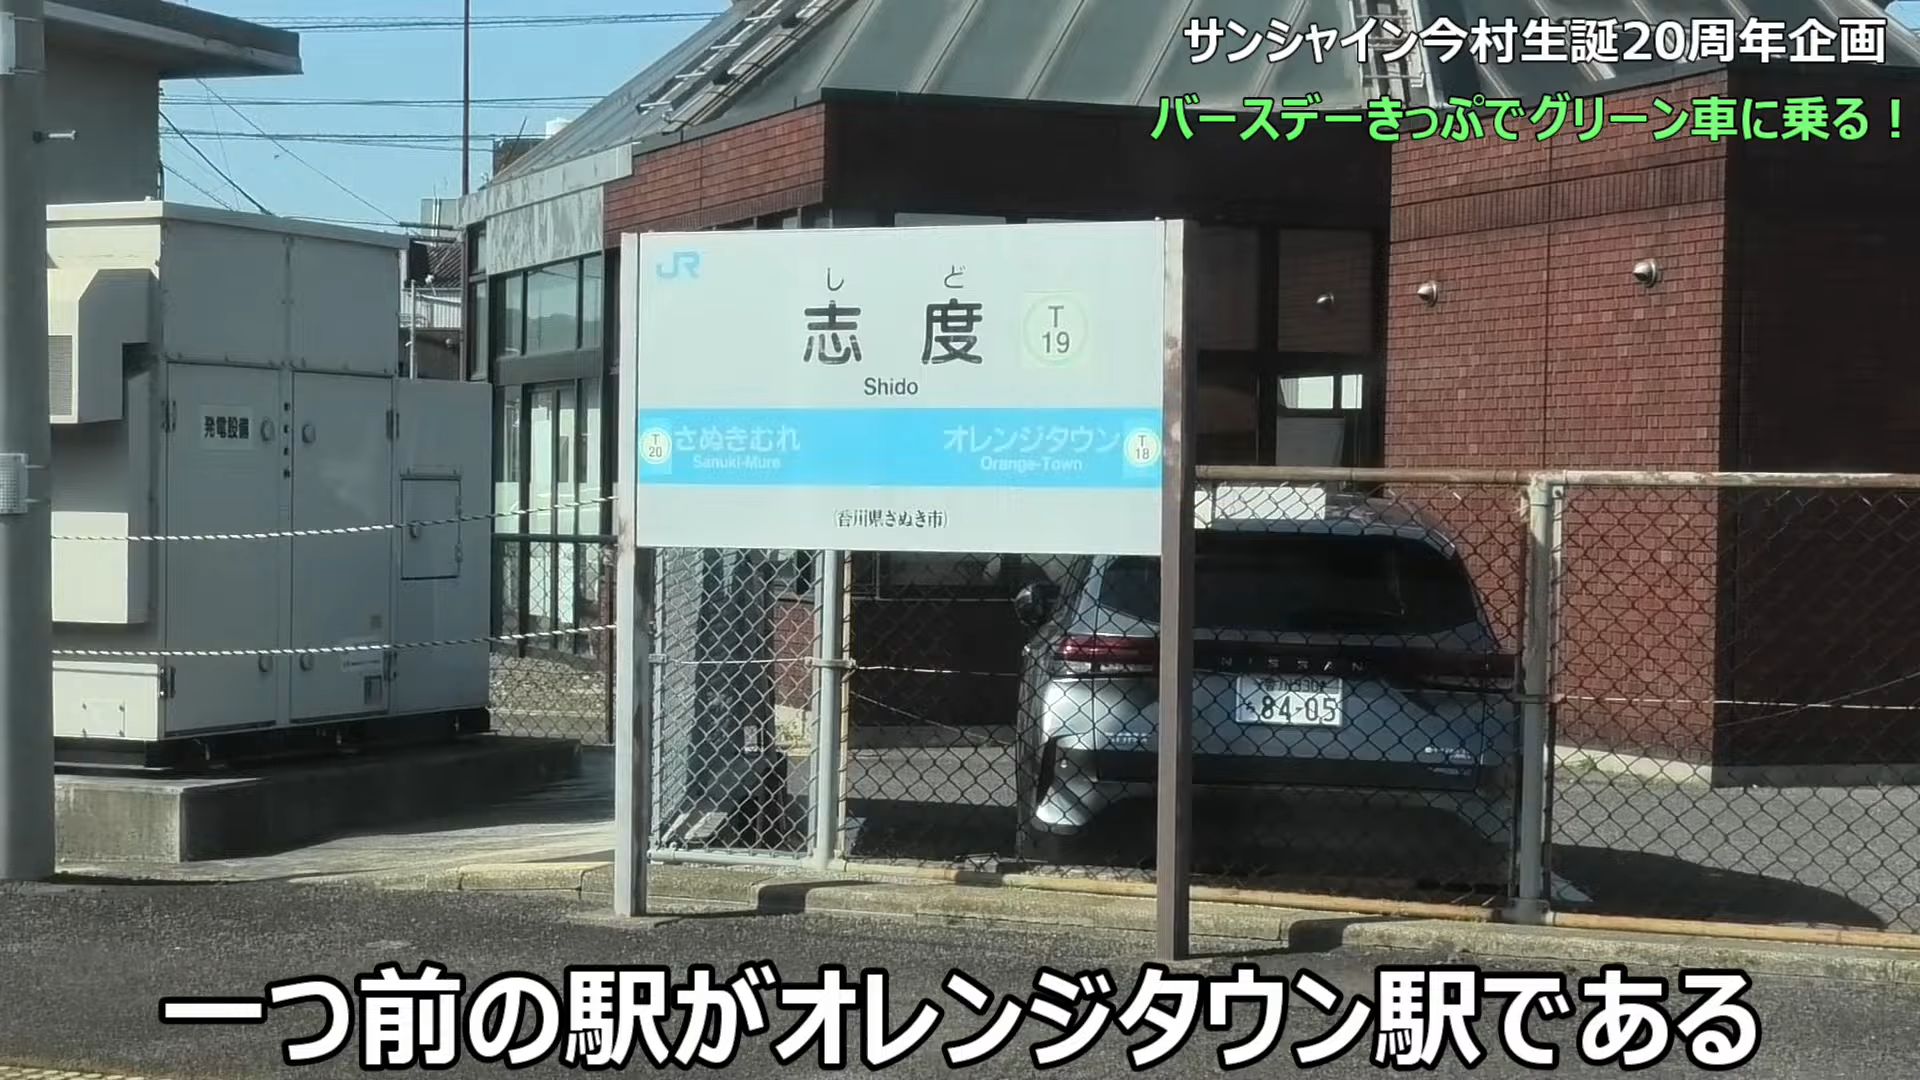 サンシャイン今村生誕20周年企画
バースデーきっぷでグリーン車に乗る！
JR
し ど
志 度
T
19
Shido
T
20
さぬきむれ
Sanuki-Mure
オレンジタウン
Orange-Town
T
18
(香川県さぬき市)
発電設備
NISSAN
84-05
一つ前の駅がオレンジタウン駅である